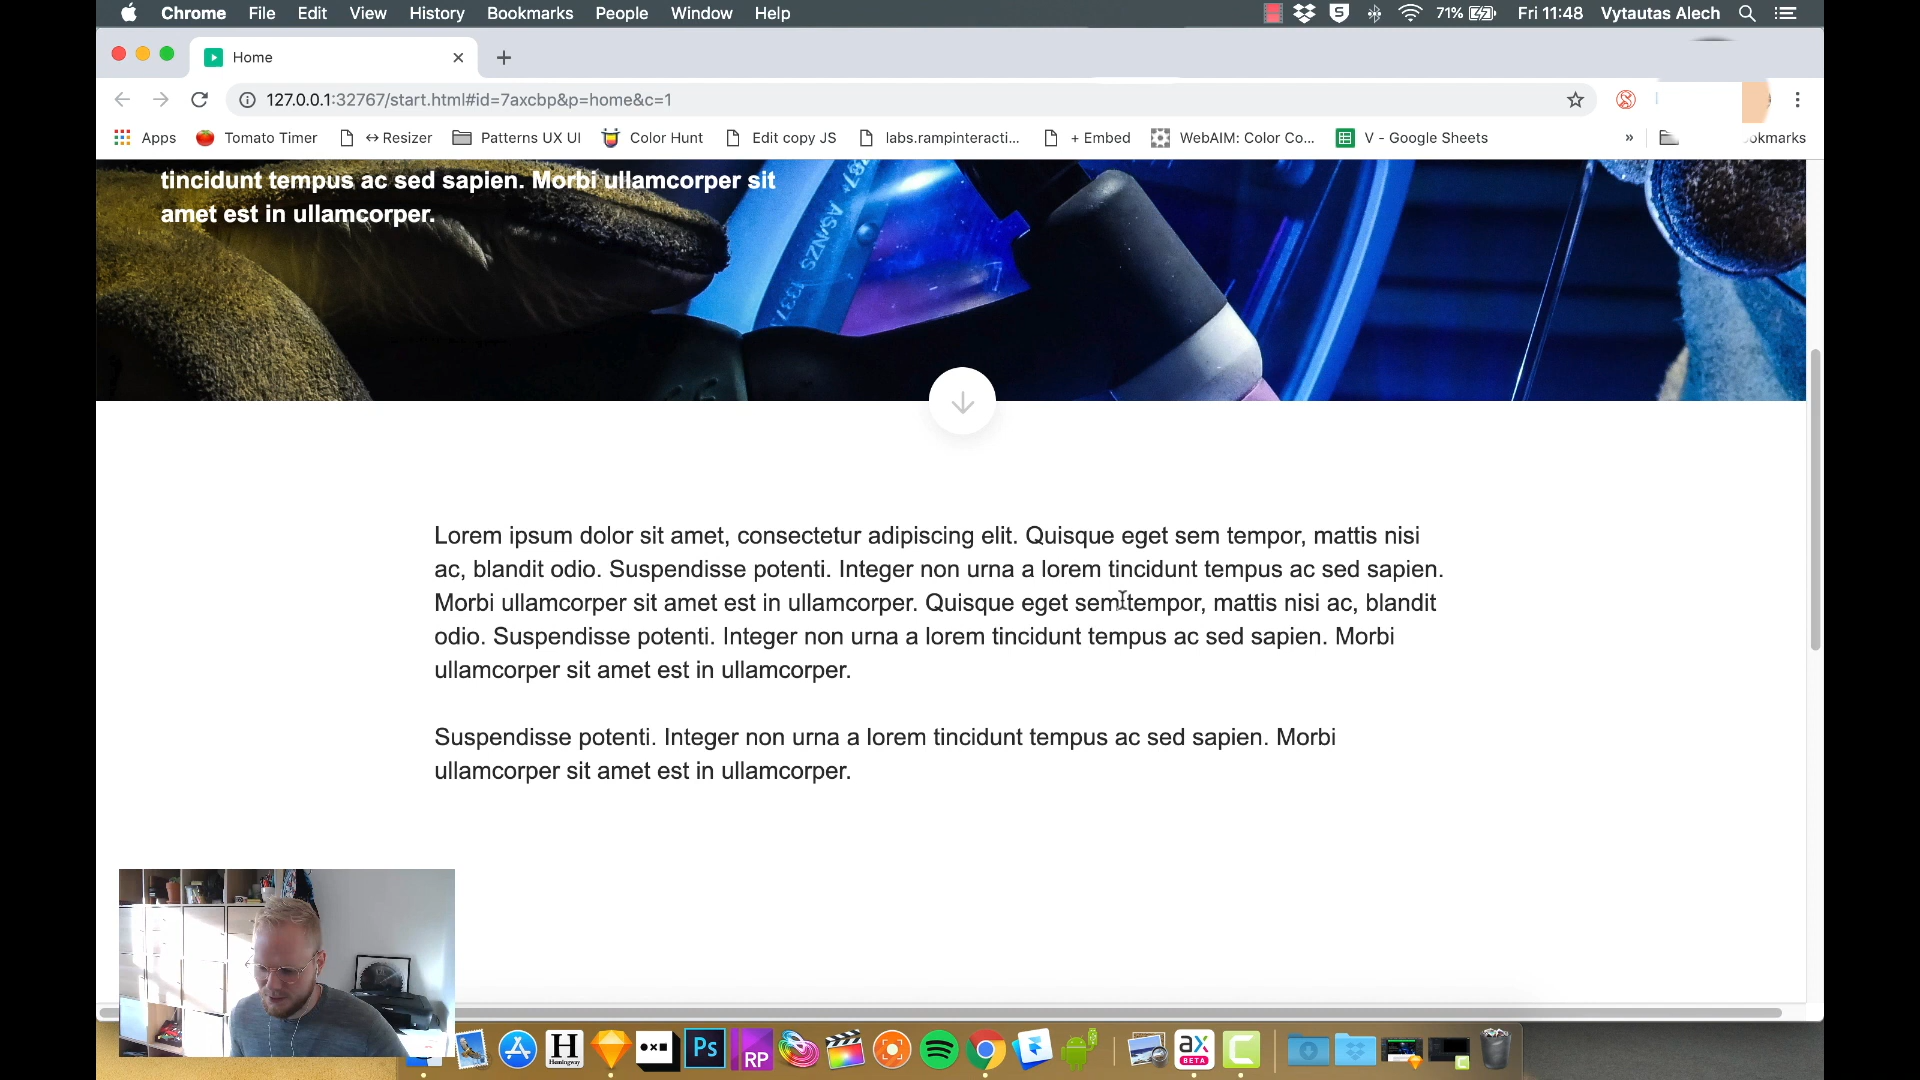 Chrome File Edit View History Bookmarks People Window Help 71% Fri 11:48 Vytautas Alech
Home
127.0.0.1:32767/start.html#id=7axcbp&p=home&c=1
Apps Tomato Timer ↔Resizer Patterns UX UI Color Hunt Edit copy JS labs.rampinteracti... + Embed WebAIM: Color Co... V - Google Sheets »
tincidunt tempus ac sed sapien. Morbi ullamcorper sit
amet est in ullamcorper.
Lorem ipsum dolor sit amet, consectetur adipiscing elit. Quisque eget sem tempor, mattis nisi
ac, blandit odio. Suspendisse potenti. Integer non urna a lorem tincidunt tempus ac sed sapien.
Morbi ullamcorper sit amet est in ullamcorper. Quisque eget sem tempor, mattis nisi ac, blandit
odio. Suspendisse potenti. Integer non urna a lorem tincidunt tempus ac sed sapien. Morbi
ullamcorper sit amet est in ullamcorper.
Suspendisse potenti. Integer non urna a lorem tincidunt tempus ac sed sapien. Morbi
ullamcorper sit amet est in ullamcorper.
H Hemingway Ps RP ax BETA C